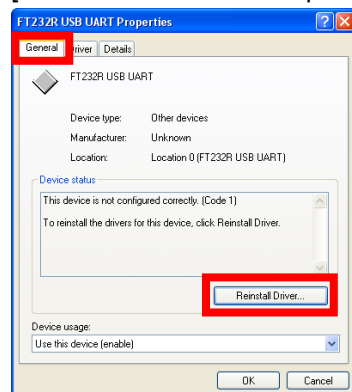 FT232R USB UART Properties
General Driver Details
FT232R USB UART
Device type: Other devices
Manufacturer: Unknown
Location: Location 0 (FT232R USB UART)
Device status
This device is not configured correctly. (Code 1)
To reinstall the drivers for this device, click Reinstall Driver.
Reinstall Driver...
Device usage:
Use this device (enable)
OK Cancel